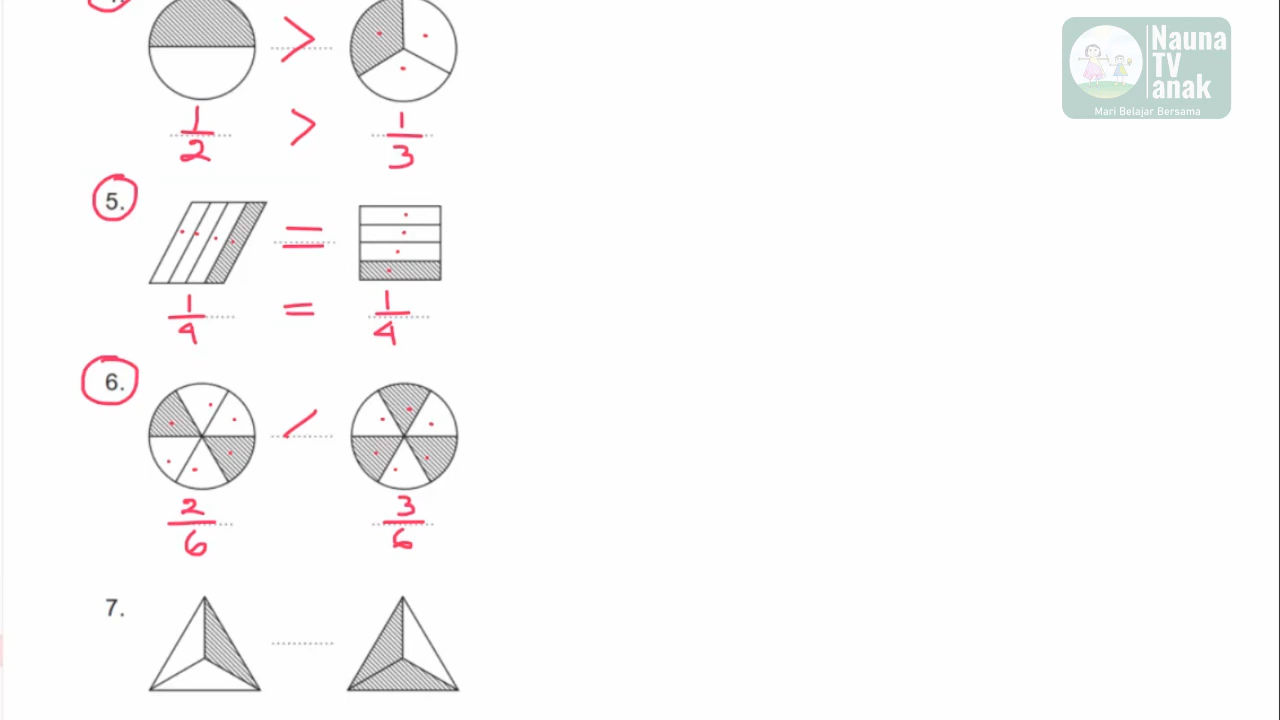 Nauna
TV
anak
Mari Belajar Bersama
>
1/2 > 1/3
5.
=
1/4 = 1/4
6.
2/6 3/6
7.